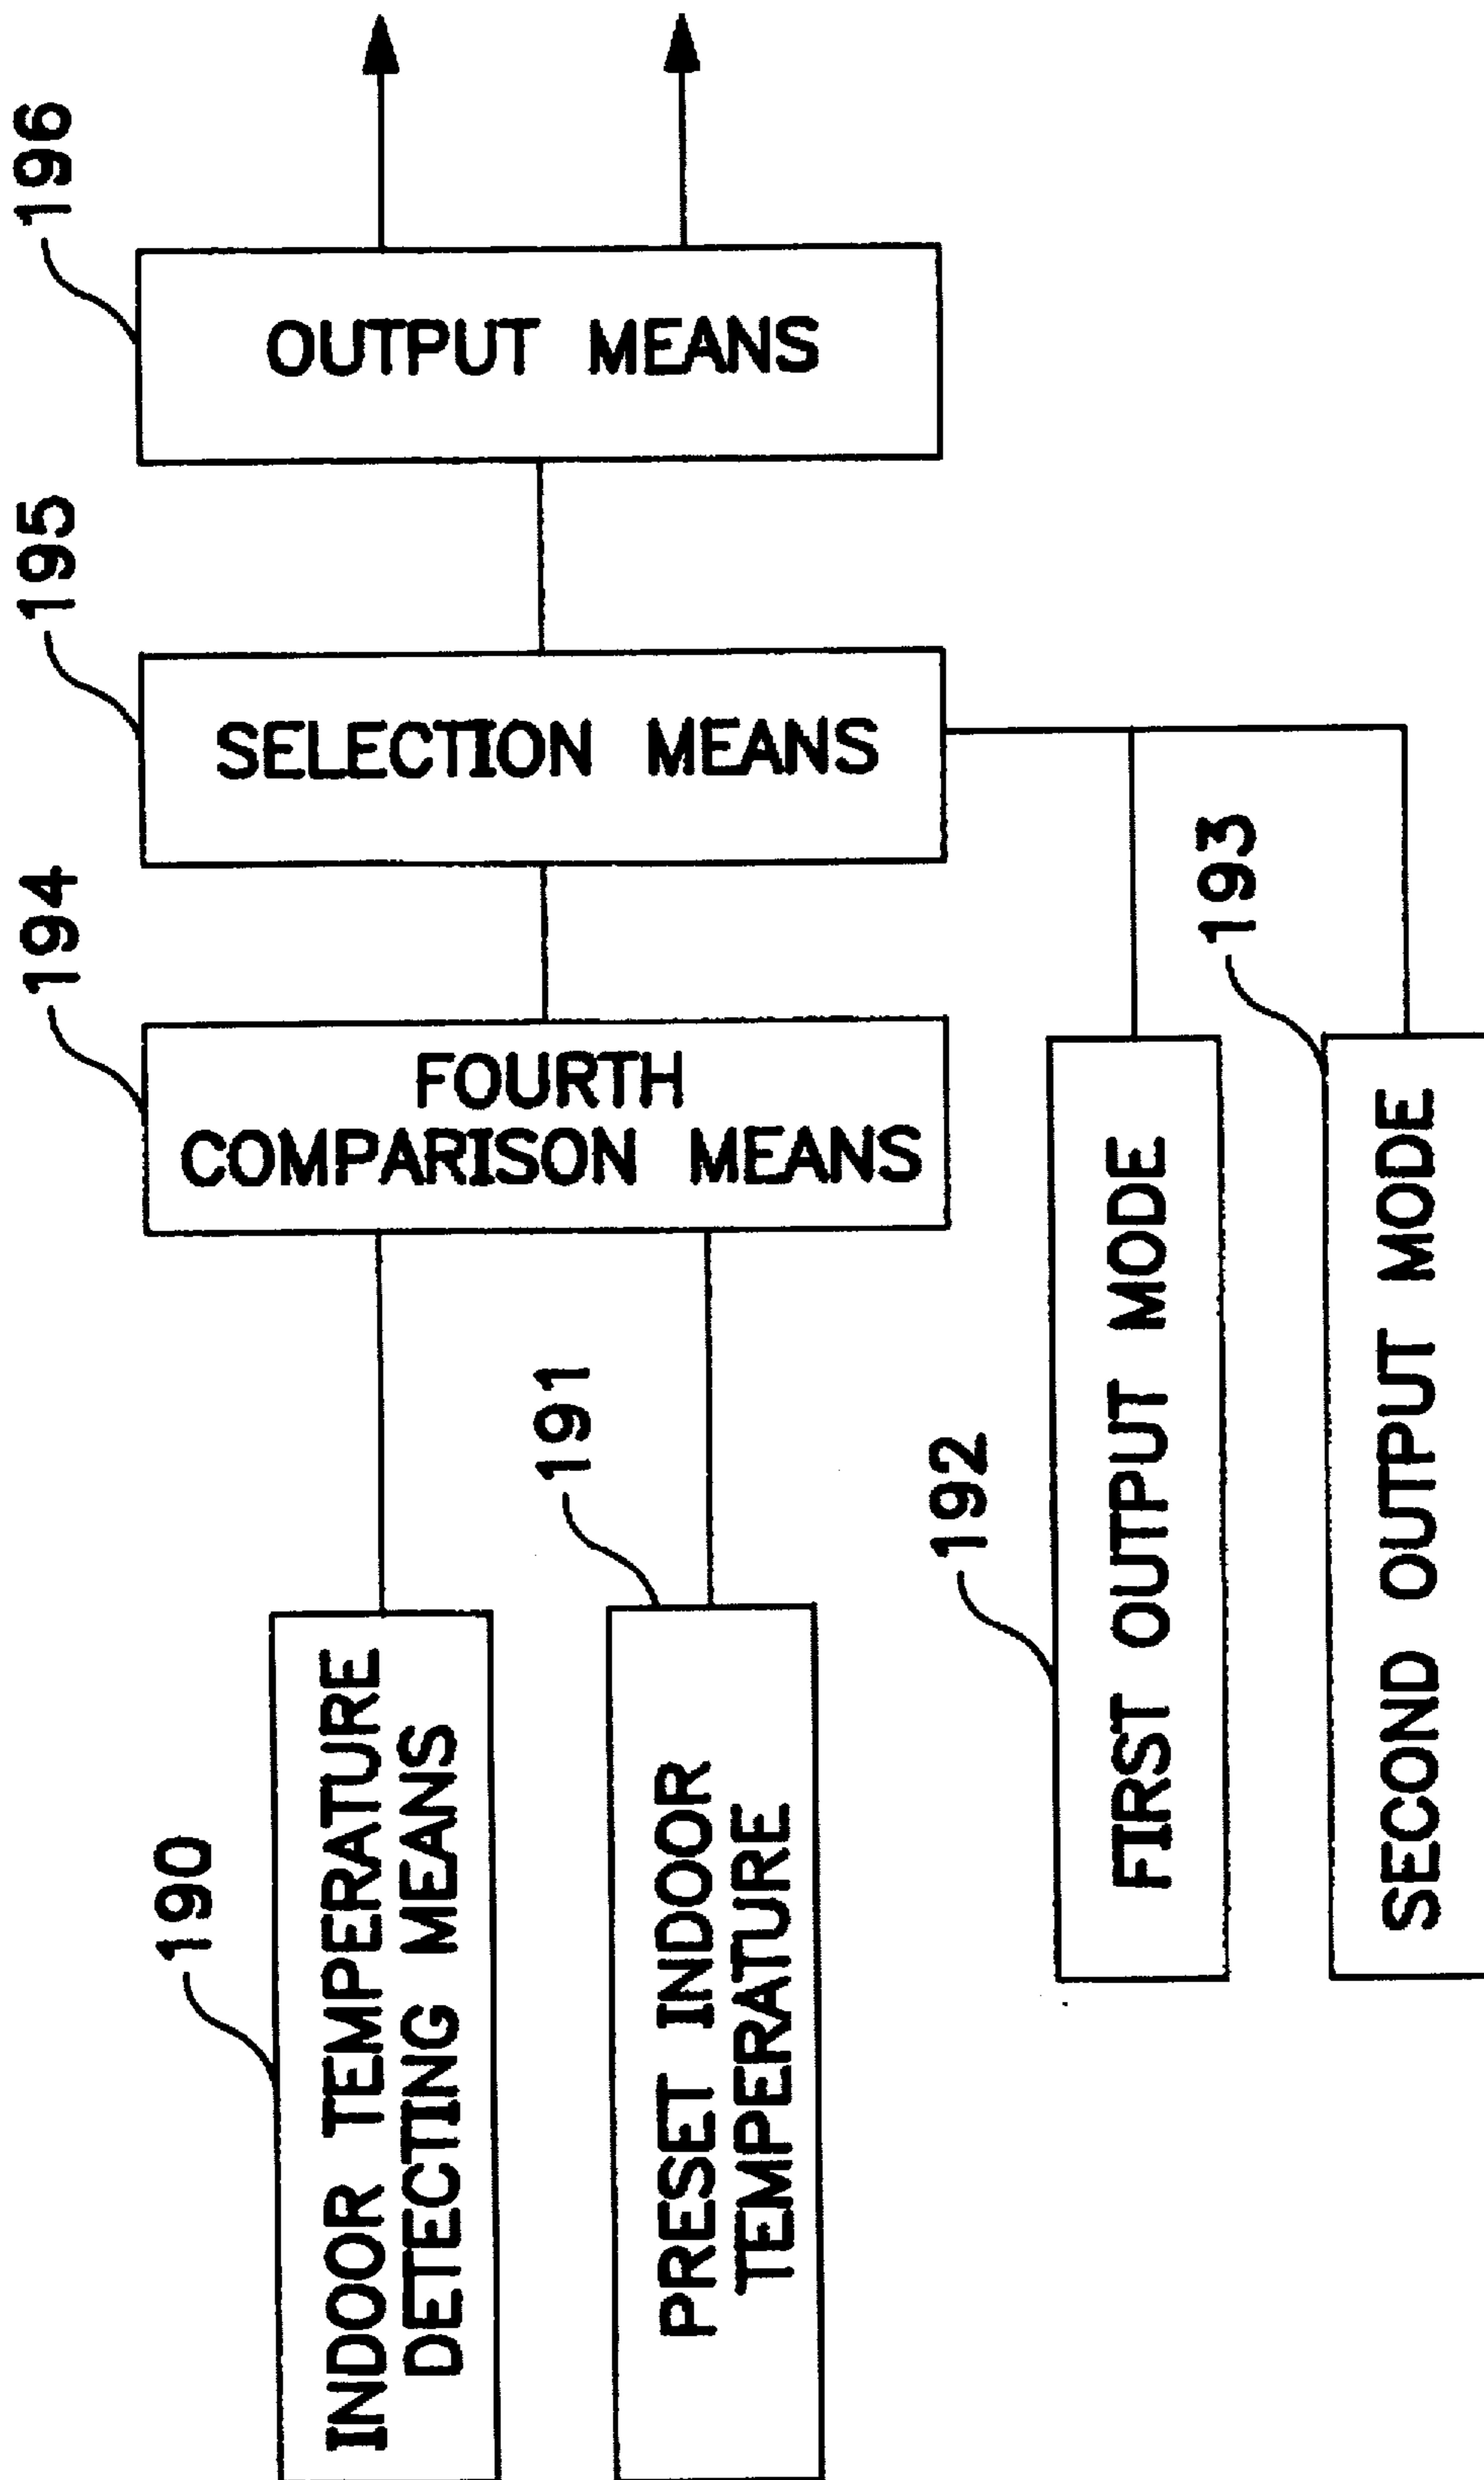 196
OUTPUT MEANS
195
SELECTION MEANS
194
FOURTH
COMPARISON MEANS
193
191
192
190
INDOOR TEMPERATURE
DETECTING MEANS
PRESET INDOOR
TEMPERATURE
FIRST OUTPUT MODE
SECOND OUTPUT MODE